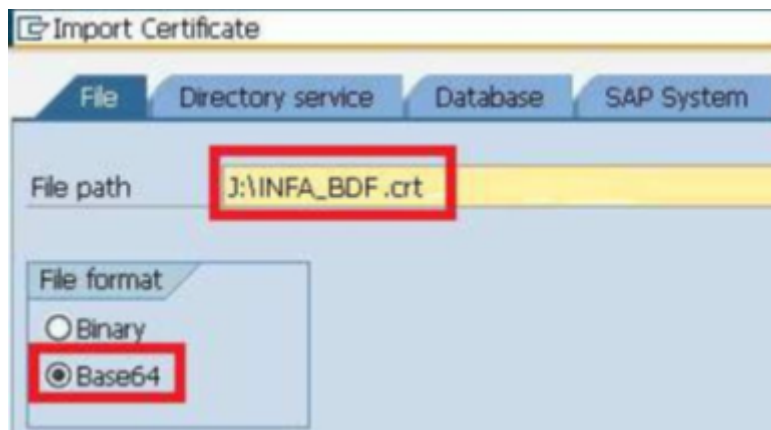 Import Certificate
File Directory service Database SAP System
File path J:\INFA_BDF.crt
File format
Binary
Base64